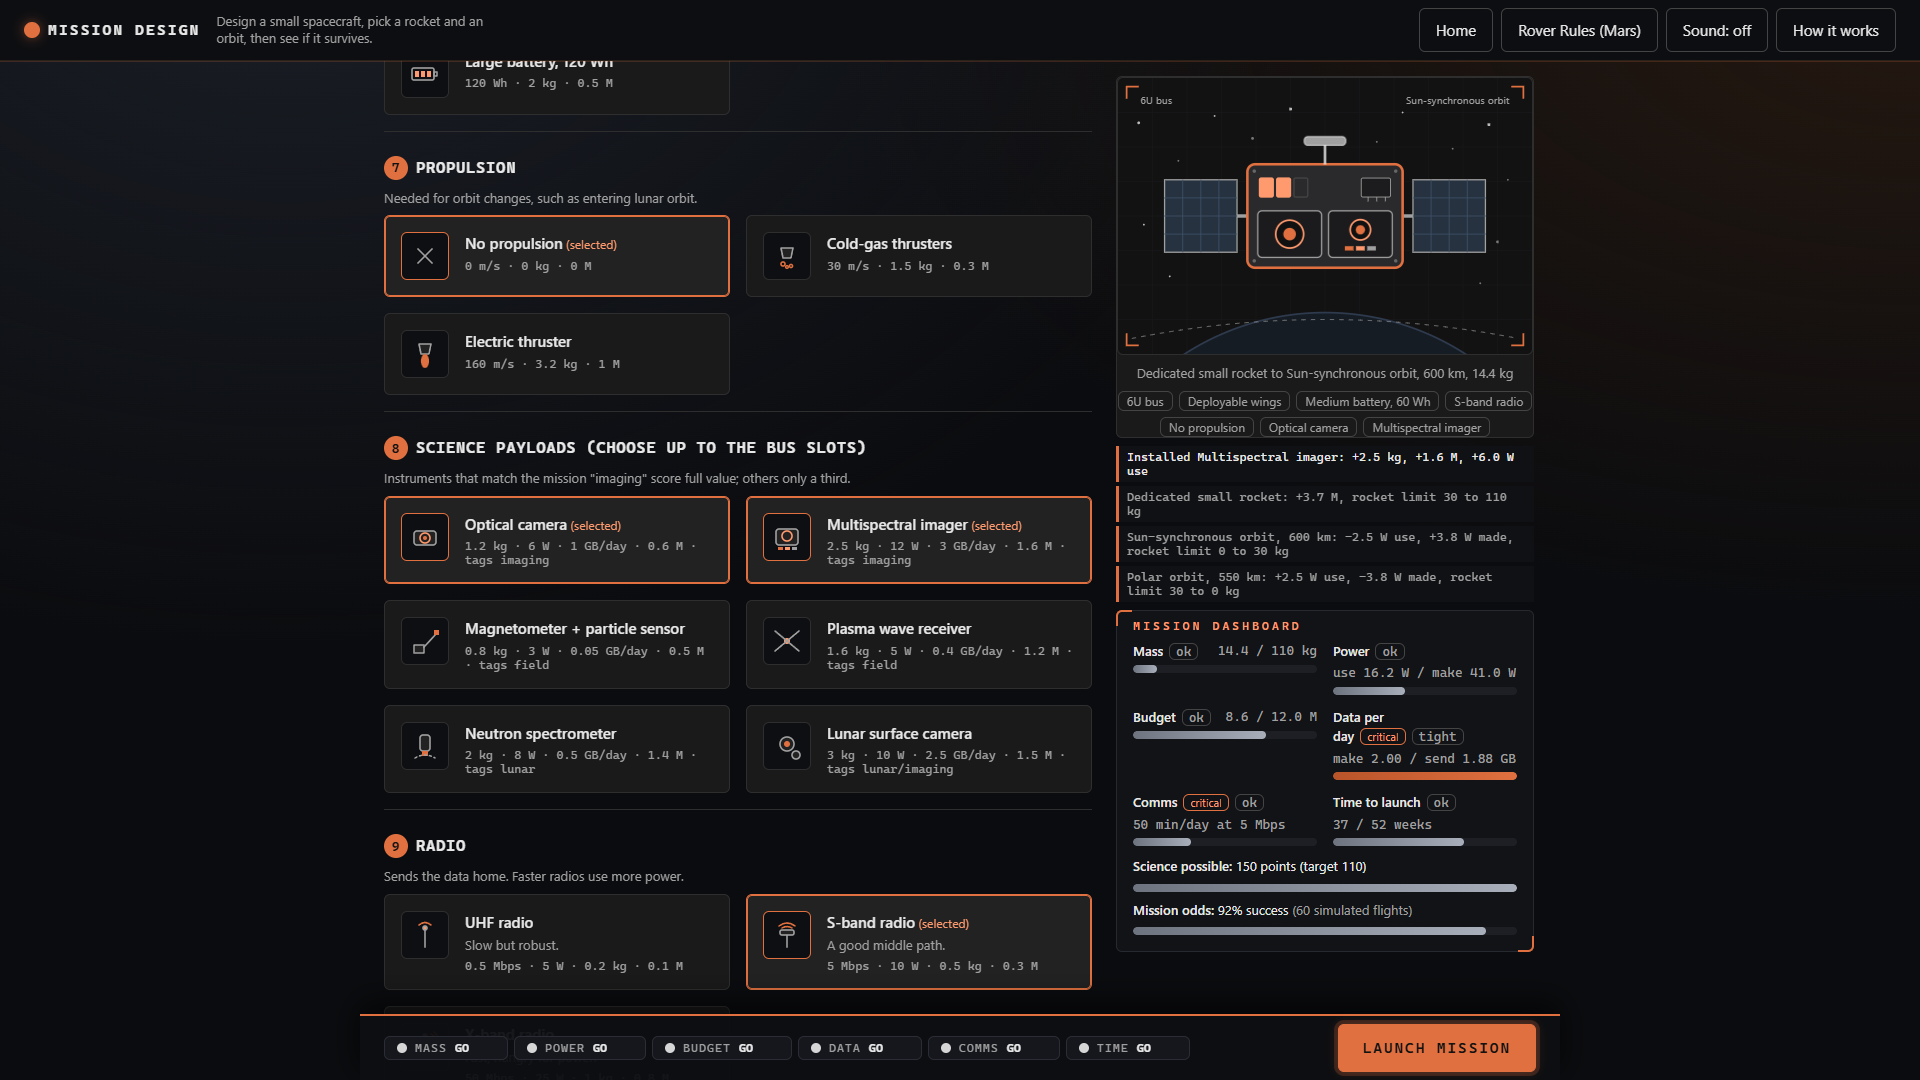 MISSION DESIGN
Design a small spacecraft, pick a rocket and an
orbit, then see if it survives.
Home
Rover Rules (Mars)
Sound: off
How it works
Large battery, 120 Wh
120 Wh · 2 kg · 0.5 M
7 PROPULSION
Needed for orbit changes, such as entering lunar orbit.
No propulsion (selected)
0 m/s · 0 kg · 0 M
Cold-gas thrusters
30 m/s · 1.5 kg · 0.3 M
Electric thruster
160 m/s · 3.2 kg · 1 M
8 SCIENCE PAYLOADS (CHOOSE UP TO THE BUS SLOTS)
Instruments that match the mission "imaging" score full value; others only a third.
Optical camera (selected)
1.2 kg · 6 W · 1 GB/day · 0.6 M ·
tags imaging
Multispectral imager (selected)
2.5 kg · 12 W · 3 GB/day · 1.6 M ·
tags imaging
Magnetometer + particle sensor
0.8 kg · 3 W · 0.05 GB/day · 0.5 M
· tags field
Plasma wave receiver
1.6 kg · 5 W · 0.4 GB/day · 1.2 M ·
tags field
Neutron spectrometer
2 kg · 8 W · 0.5 GB/day · 1.4 M ·
tags lunar
Lunar surface camera
3 kg · 10 W · 2.5 GB/day · 1.5 M ·
tags lunar/imaging
9 RADIO
Sends the data home. Faster radios use more power.
UHF radio
Slow but robust.
0.5 Mbps · 5 W · 0.2 kg · 0.1 M
S-band radio (selected)
A good middle path.
5 Mbps · 10 W · 0.5 kg · 0.3 M
X-band radio
6U bus
Sun-synchronous orbit
Dedicated small rocket to Sun-synchronous orbit, 600 km, 14.4 kg
6U bus
Deployable wings
Medium battery, 60 Wh
S-band radio
No propulsion
Optical camera
Multispectral imager
Installed Multispectral imager: +2.5 kg, +1.6 M, +6.0 W
use
Dedicated small rocket: +3.7 M, rocket limit 30 to 110
kg
Sun-synchronous orbit, 600 km: −2.5 W use, +3.8 W made,
rocket limit 0 to 30 kg
Polar orbit, 550 km: +2.5 W use, −3.8 W made, rocket
limit 30 to 0 kg
MISSION DASHBOARD
Mass ok 14.4 / 110 kg
Power ok
use 16.2 W / make 41.0 W
Budget ok 8.6 / 12.0 M
Data per
day critical tight
make 2.00 / send 1.88 GB
Comms critical ok
50 min/day at 5 Mbps
Time to launch ok
37 / 52 weeks
Science possible: 150 points (target 110)
Mission odds: 92% success (60 simulated flights)
MASS GO
POWER GO
BUDGET GO
DATA GO
COMMS GO
TIME GO
LAUNCH MISSION